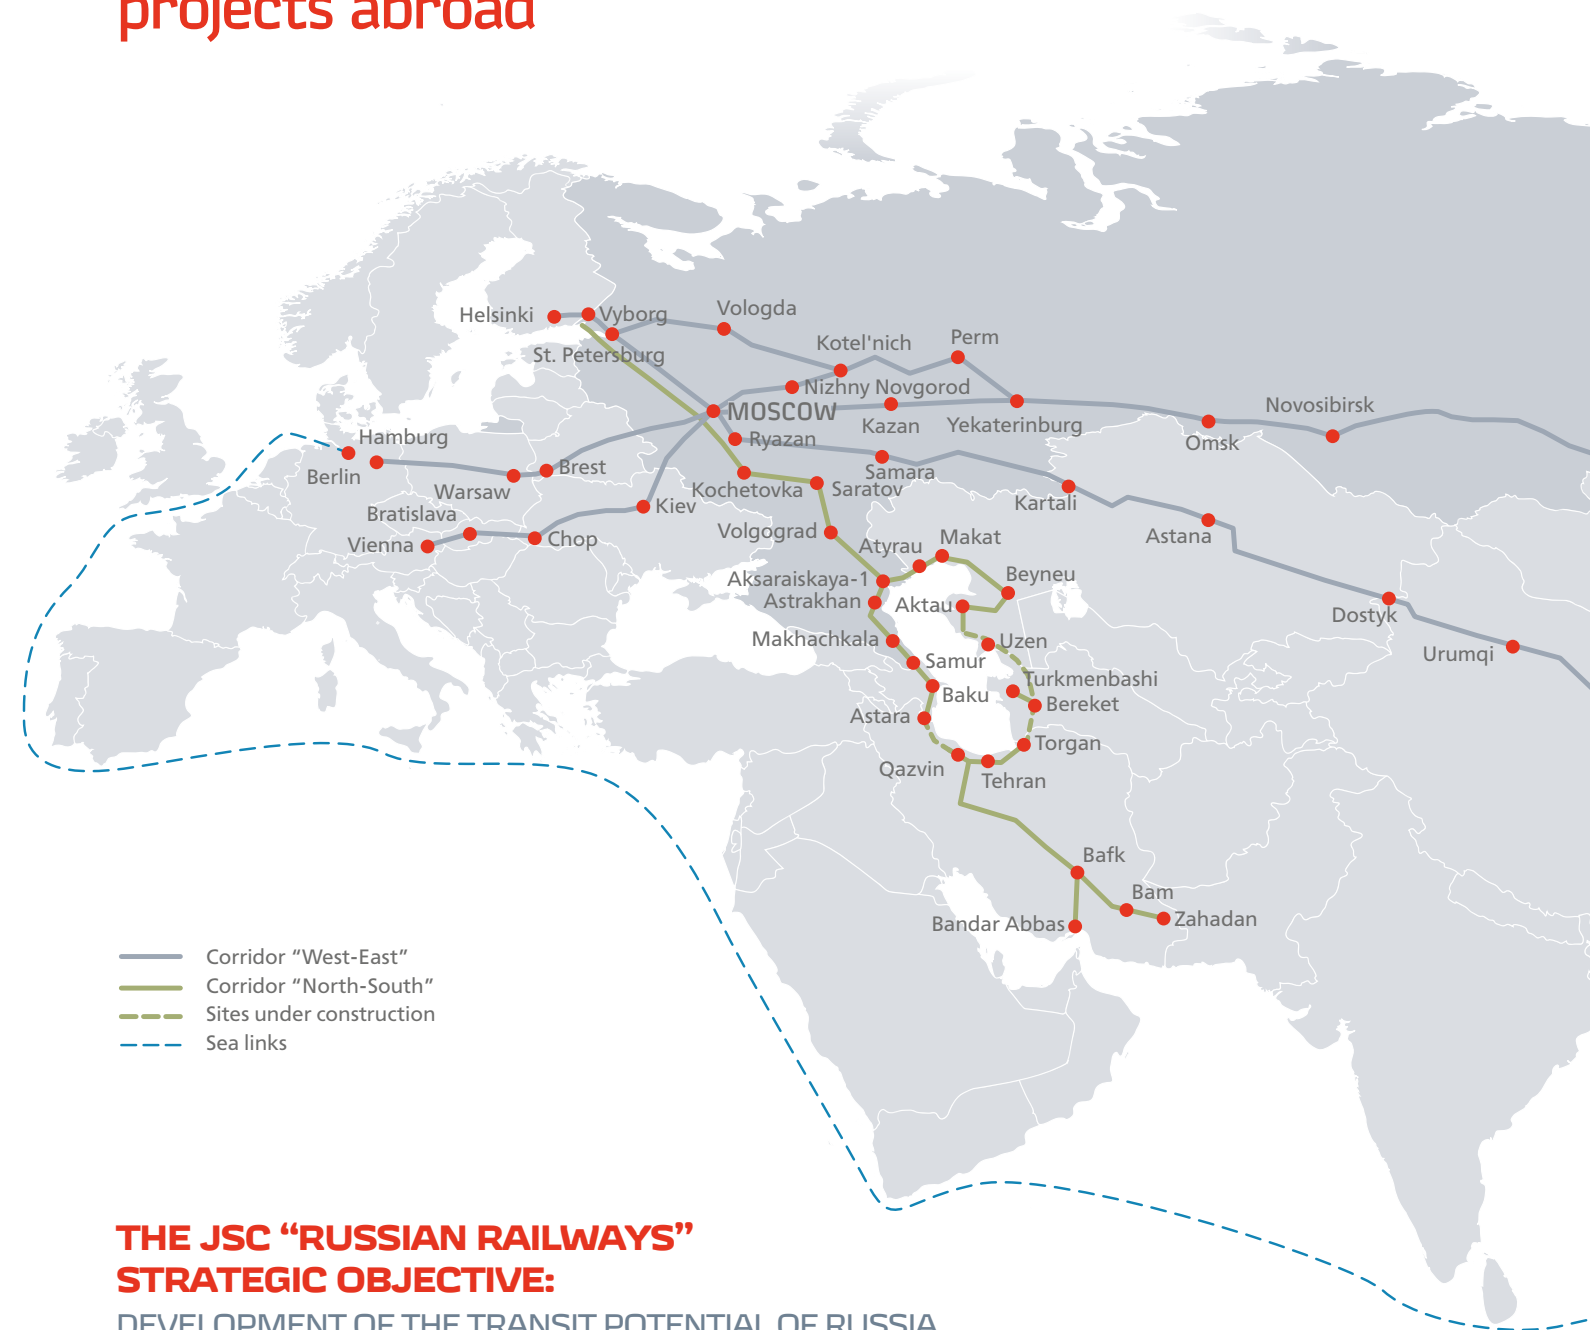 projects abroad
Helsinki
Vyborg
Vologda
St. Petersburg
Kotel'nich
Perm
Nizhny Novgorod
MOSCOW
Kazan
Yekaterinburg
Novosibirsk
Omsk
Hamburg
Berlin
Warsaw
Brest
Ryazan
Samara
Kochetovka
Saratov
Kartali
Bratislava
Vienna
Chop
Kiev
Volgograd
Atyrau
Makat
Astana
Aksaraiskaya-1
Beyneu
Astrakhan
Aktau
Dostyk
Makhachkala
Uzen
Urumqi
Samur
Turkmenbashi
Baku
Bereket
Astara
Torgan
Qazvin
Tehran
Bafk
Bam
Bandar Abbas
Zahadan
Corridor “West-East”
Corridor “North-South”
Sites under construction
Sea links
THE JSC “RUSSIAN RAILWAYS”
STRATEGIC OBJECTIVE:
DEVELOPMENT OF THE TRANSIT POTENTIAL OF RUSSIA